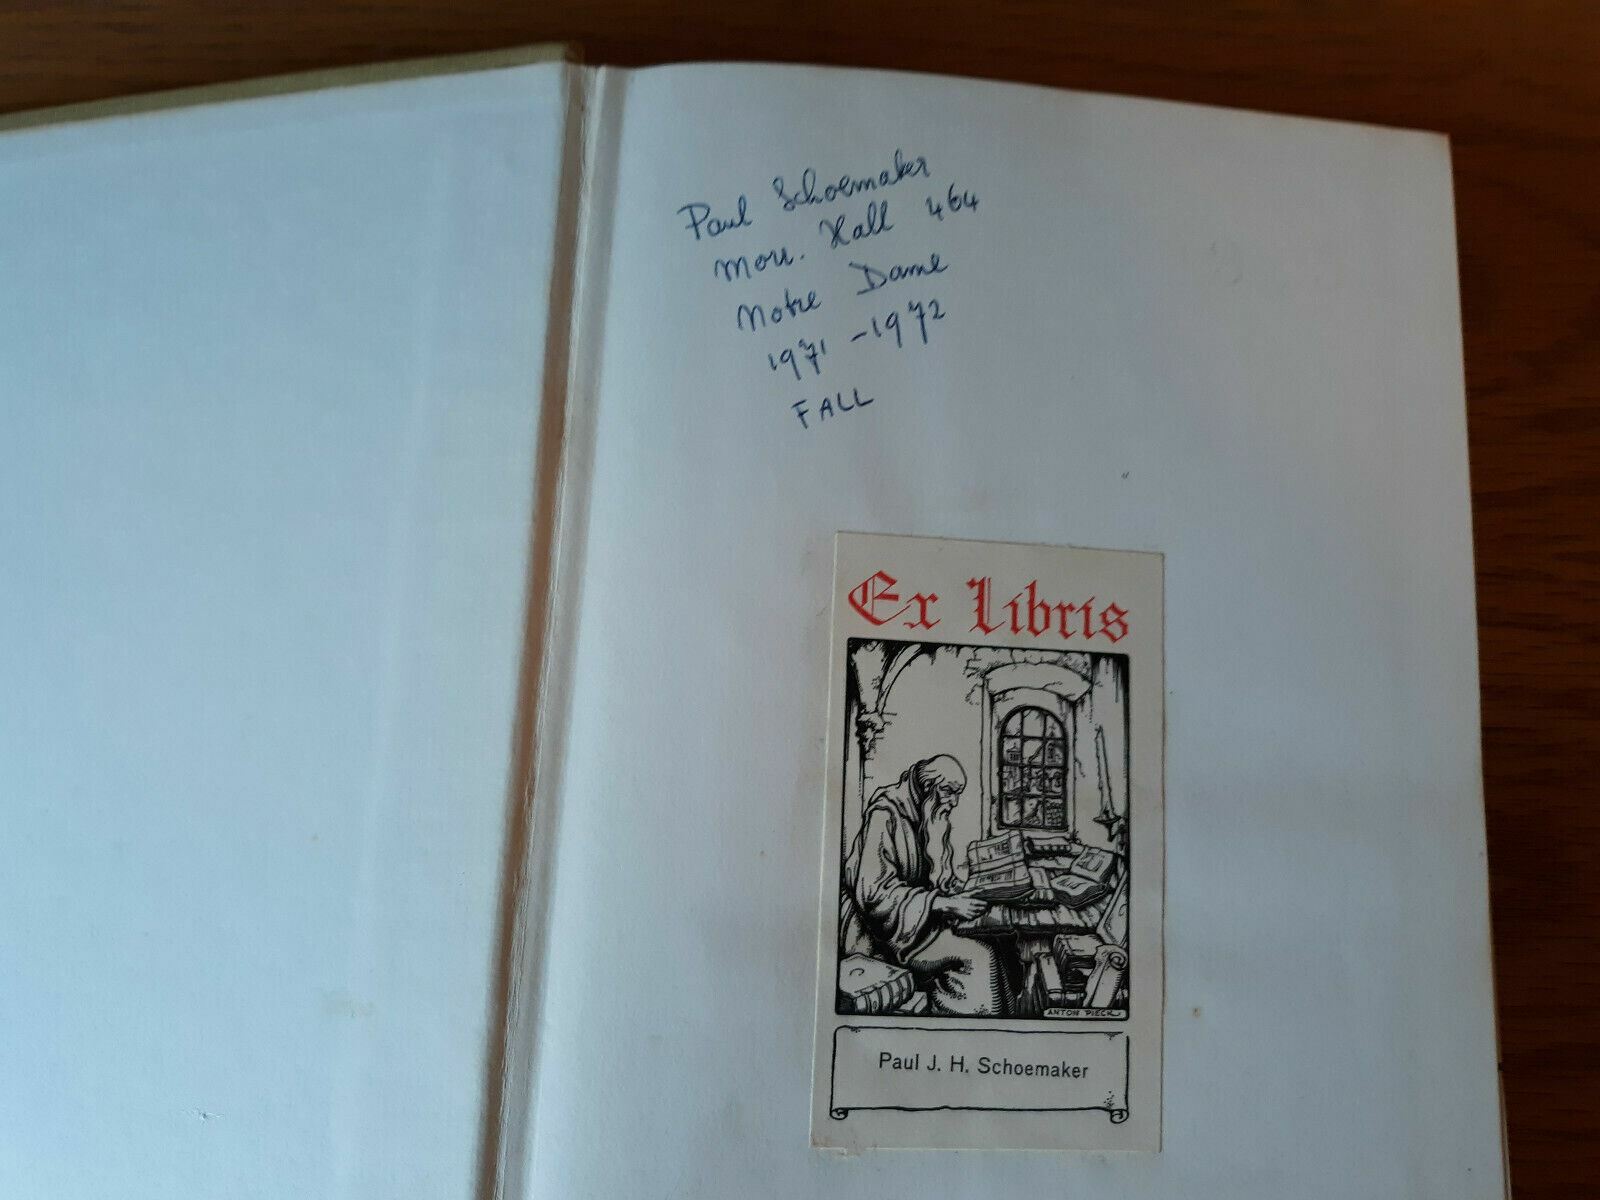 Paul Schoemaker
Morr. Hall 464
Notre Dame
1971 - 1972
FALL
Ex Libris
ANTON PIECK
Paul J. H. Schoemaker